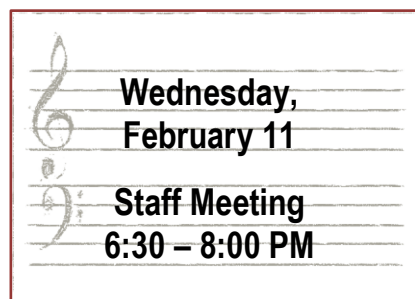 Wednesday,
February 11
Staff Meeting
6:30 – 8:00 PM